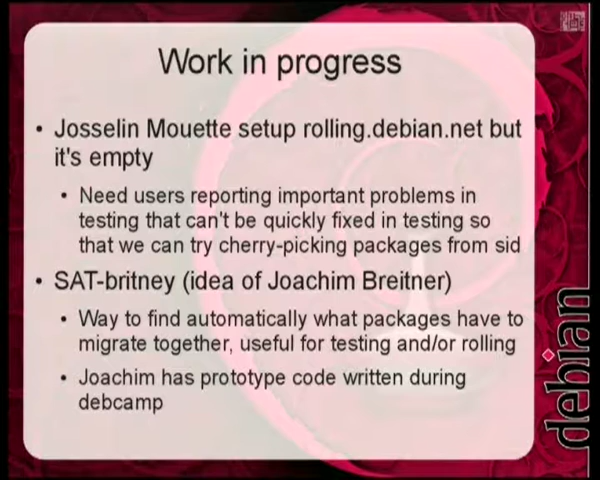 Work in progress
• Josselin Mouette setup rolling.debian.net but
it's empty
• Need users reporting important problems in
testing that can't be quickly fixed in testing so
that we can try cherry-picking packages from sid
• SAT-britney (idea of Joachim Breitner)
• Way to find automatically what packages have to
migrate together, useful for testing and/or rolling
• Joachim has prototype code written during
debcamp
debian